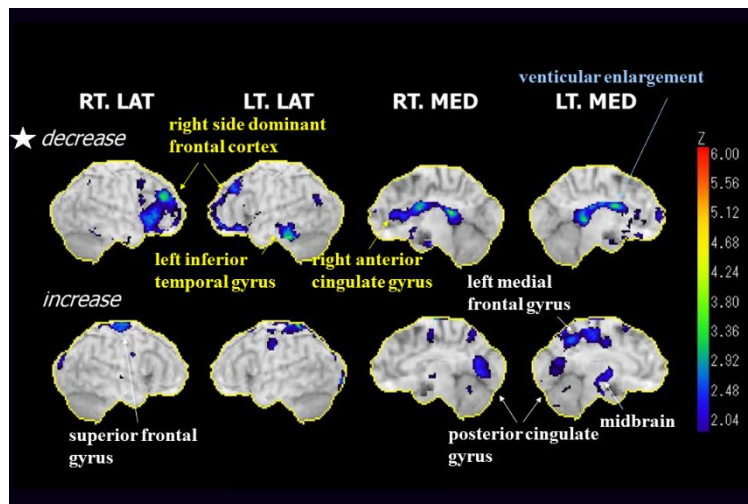 venticular enlargement
RT. LAT
LT. LAT
RT. MED
LT. MED
decrease
right side dominant
frontal cortex
left inferior
temporal gyrus
right anterior
cingulate gyrus
left medial
frontal gyrus
increase
superior frontal
gyrus
posterior cingulate
gyrus
midbrain
Z
6.00
5.56
5.12
4.68
4.24
3.80
3.36
2.92
2.48
2.04